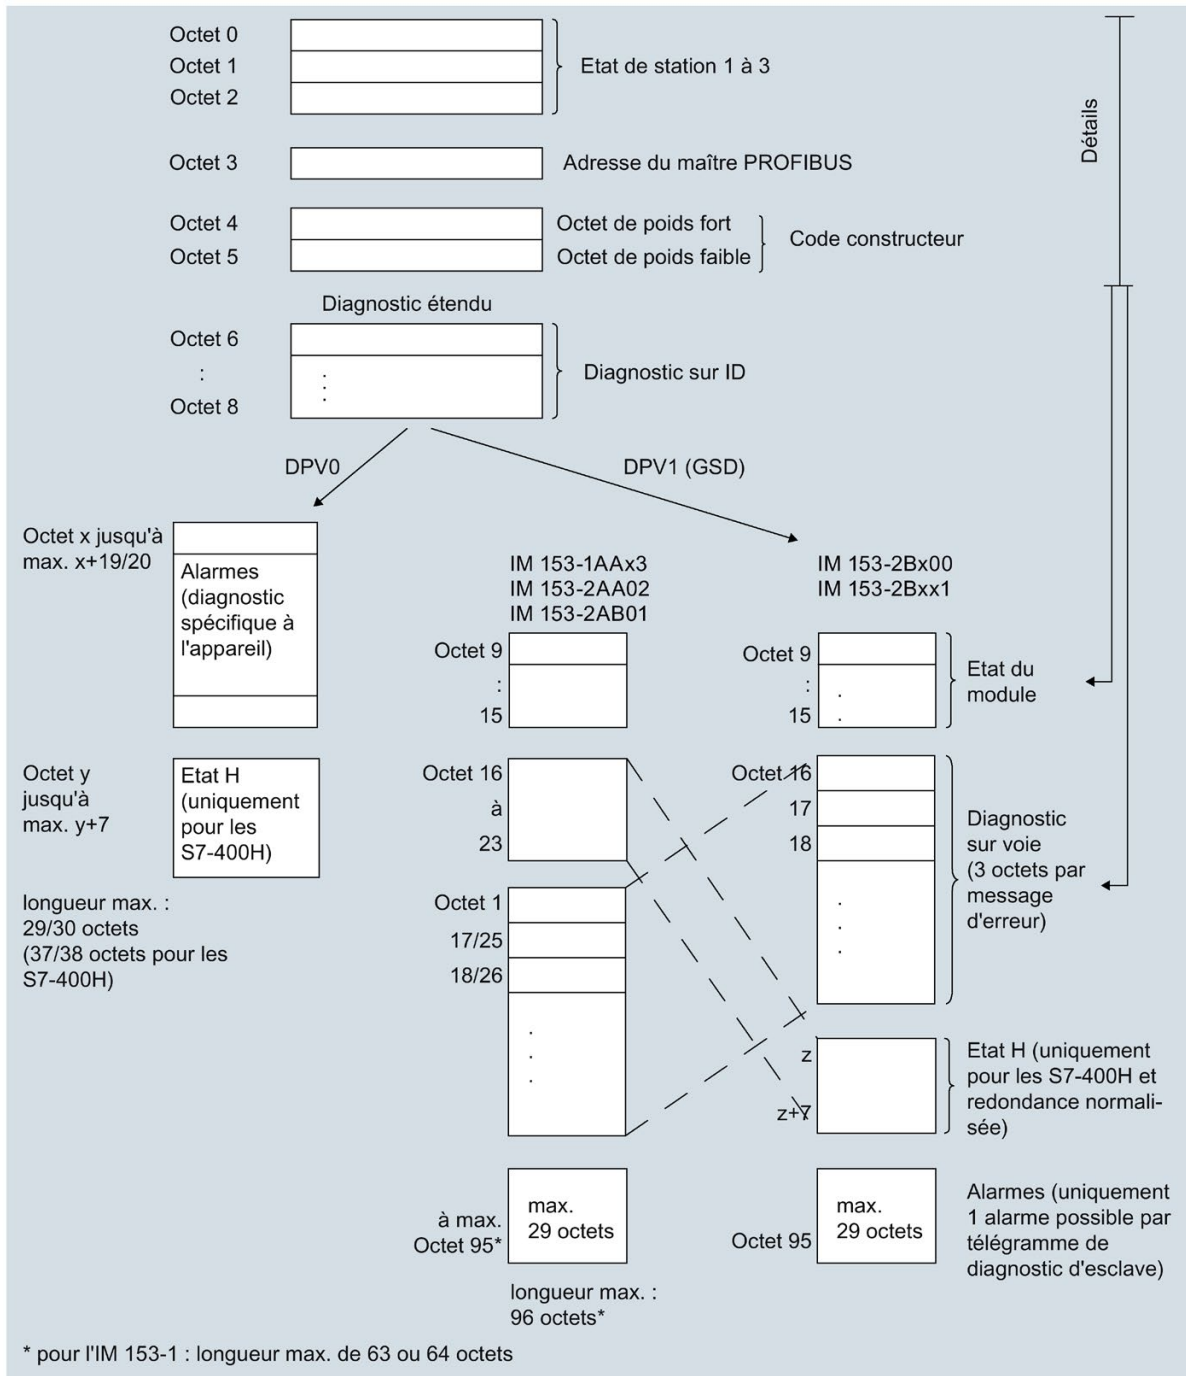 Octet 0
Octet 1
Octet 2
Etat de station 1 à 3
Détails
Octet 3
Adresse du maître PROFIBUS
Octet 4
Octet de poids fort
Octet 5
Octet de poids faible
Code constructeur
Diagnostic étendu
Octet 6
:
Octet 8
Diagnostic sur ID
DPV0
DPV1 (GSD)
Octet x jusqu'à
max. x+19/20
Alarmes
(diagnostic
spécifique à
l'appareil)
IM 153-1AAx3
IM 153-2AA02
IM 153-2AB01
IM 153-2Bx00
IM 153-2Bxx1
Octet 9
:
15
Octet 9
:
15
Etat du
module
Octet y
jusqu'à
max. y+7
Etat H
(uniquement
pour les
S7-400H)
longueur max. :
29/30 octets
(37/38 octets pour les
S7-400H)
Octet 16
à
23
Octet 1
17/25
18/26
Octet 16
17
18
Diagnostic
sur voie
(3 octets par
message
d'erreur)
z
z+7
Etat H (uniquement
pour les S7-400H et
redondance normali-
sée)
à max.
Octet 95*
max.
29 octets
Octet 95
max.
29 octets
Alarmes (uniquement
1 alarme possible par
télégramme de
diagnostic d'esclave)
longueur max. :
96 octets*
* pour l'IM 153-1 : longueur max. de 63 ou 64 octets